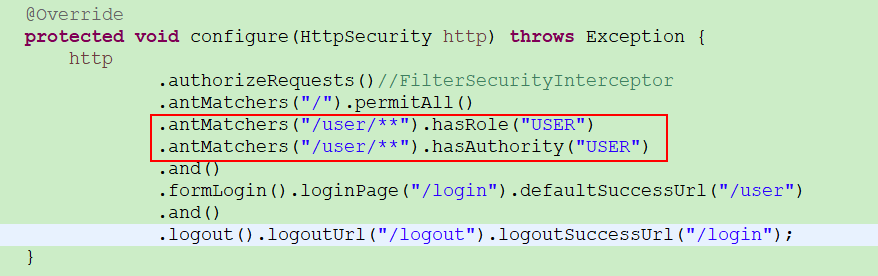 @Override
protected void configure(HttpSecurity http) throws Exception {
http
.authorizeRequests()//FilterSecurityInterceptor
.antMatchers("/").permitAll()
.antMatchers("/user/**").hasRole("USER")
.antMatchers("/user/**").hasAuthority("USER")
.and()
.formLogin().loginPage("/login").defaultSuccessUrl("/user")
.and()
.logout().logoutUrl("/logout").logoutSuccessUrl("/login");
}